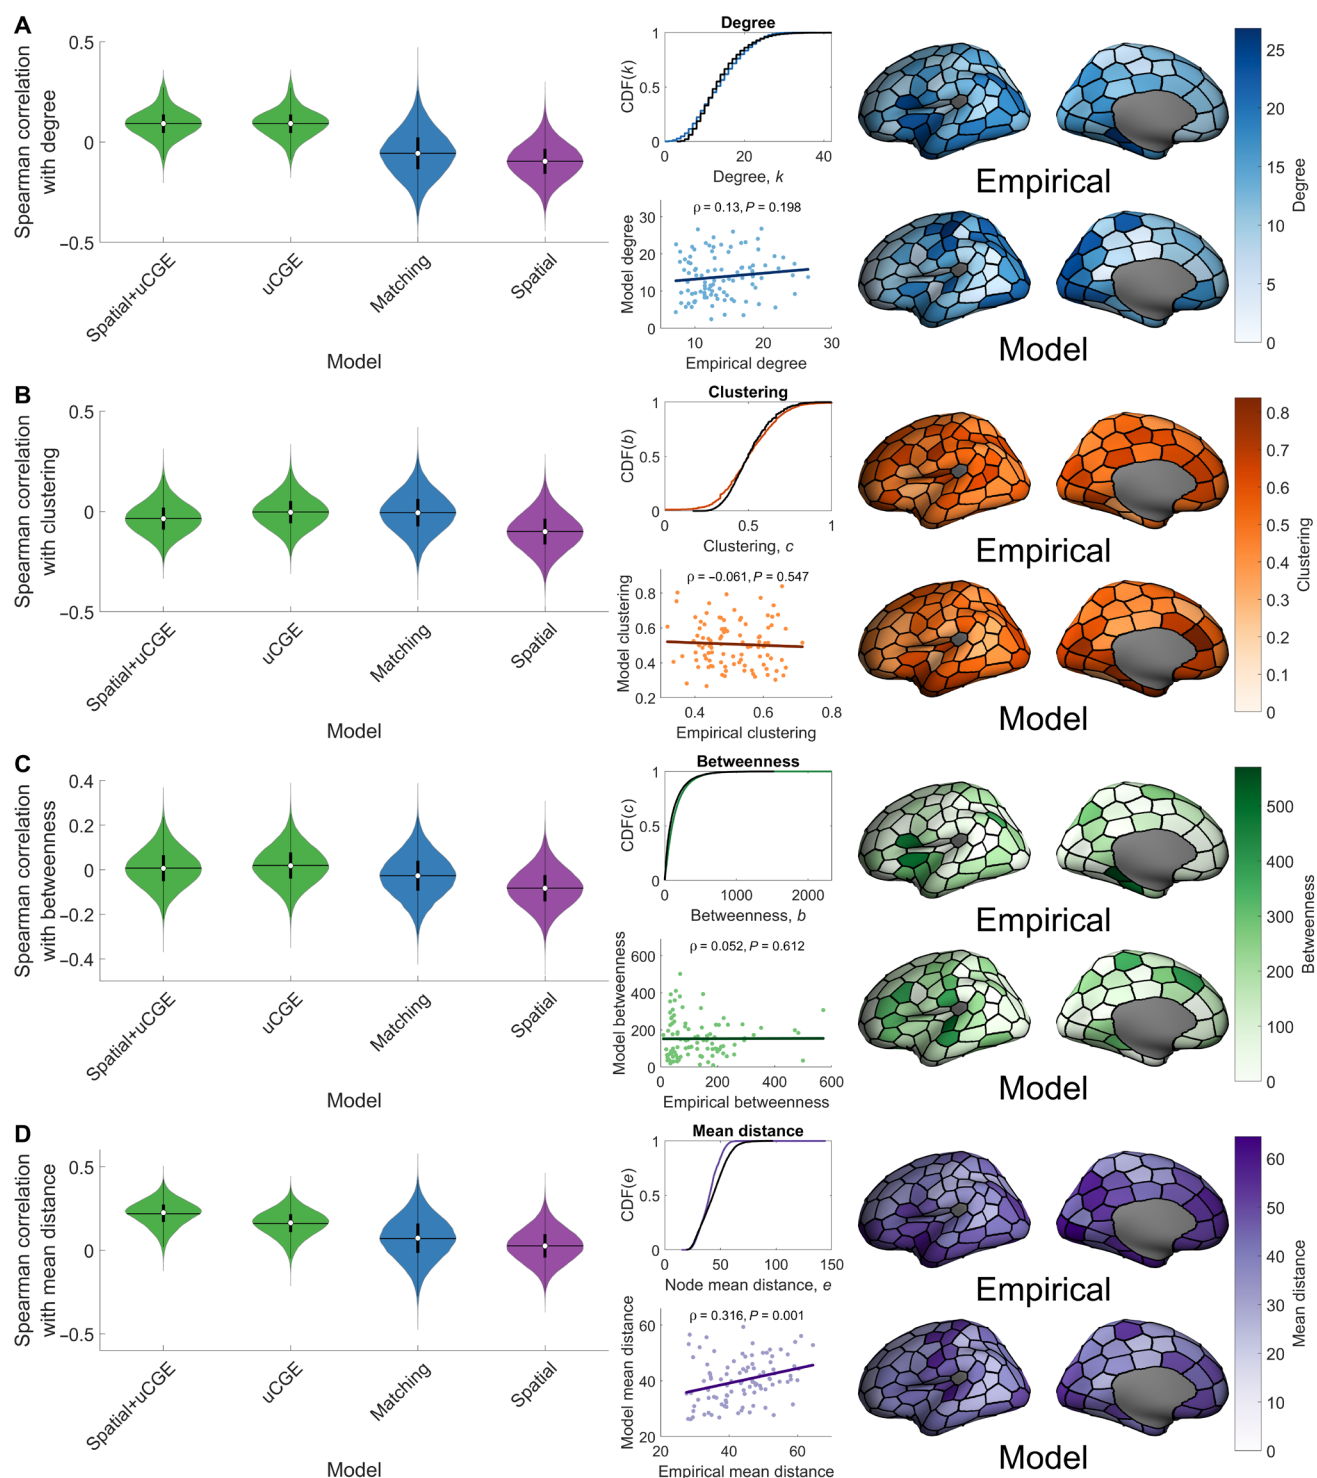 A
Spearman correlation
with degree
0.5
0
−0.5
Spatial+uCGE
uCGE
Matching
Spatial
Model
Degree
CDF(k)
1
0.5
0
0
20
40
Degree, k
ρ = 0.13, P = 0.198
Model degree
30
20
10
0
10
20
30
Empirical degree
Empirical
Model
25
20
15
10
5
0
Degree
B
Spearman correlation
with clustering
0.5
0
−0.5
Spatial+uCGE
uCGE
Matching
Spatial
Model
Clustering
CDF(b)
1
0.5
0
0
0.5
1
Clustering, c
ρ = −0.061, P = 0.547
Model clustering
0.8
0.6
0.4
0.2
0.4
0.6
0.8
Empirical clustering
Empirical
Model
0.8
0.7
0.6
0.5
0.4
0.3
0.2
0.1
0
Clustering
C
Spearman correlation
with betweenness
0.4
0.2
0
−0.2
−0.4
Spatial+uCGE
uCGE
Matching
Spatial
Model
Betweenness
CDF(c)
1
0.5
0
0
1000
2000
Betweenness, b
ρ = 0.052, P = 0.612
Model betweenness
600
400
200
0
0
200
400
600
Empirical betweenness
Empirical
Model
500
400
300
200
100
0
Betweenness
D
Spearman correlation
with mean distance
0.5
0
−0.5
Spatial+uCGE
uCGE
Matching
Spatial
Model
Mean distance
CDF(e)
1
0.5
0
0
50
100
150
Node mean distance, e
ρ = 0.316, P = 0.001
Model mean distance
60
40
20
20
40
60
Empirical mean distance
Empirical
Model
60
50
40
30
20
10
0
Mean distance